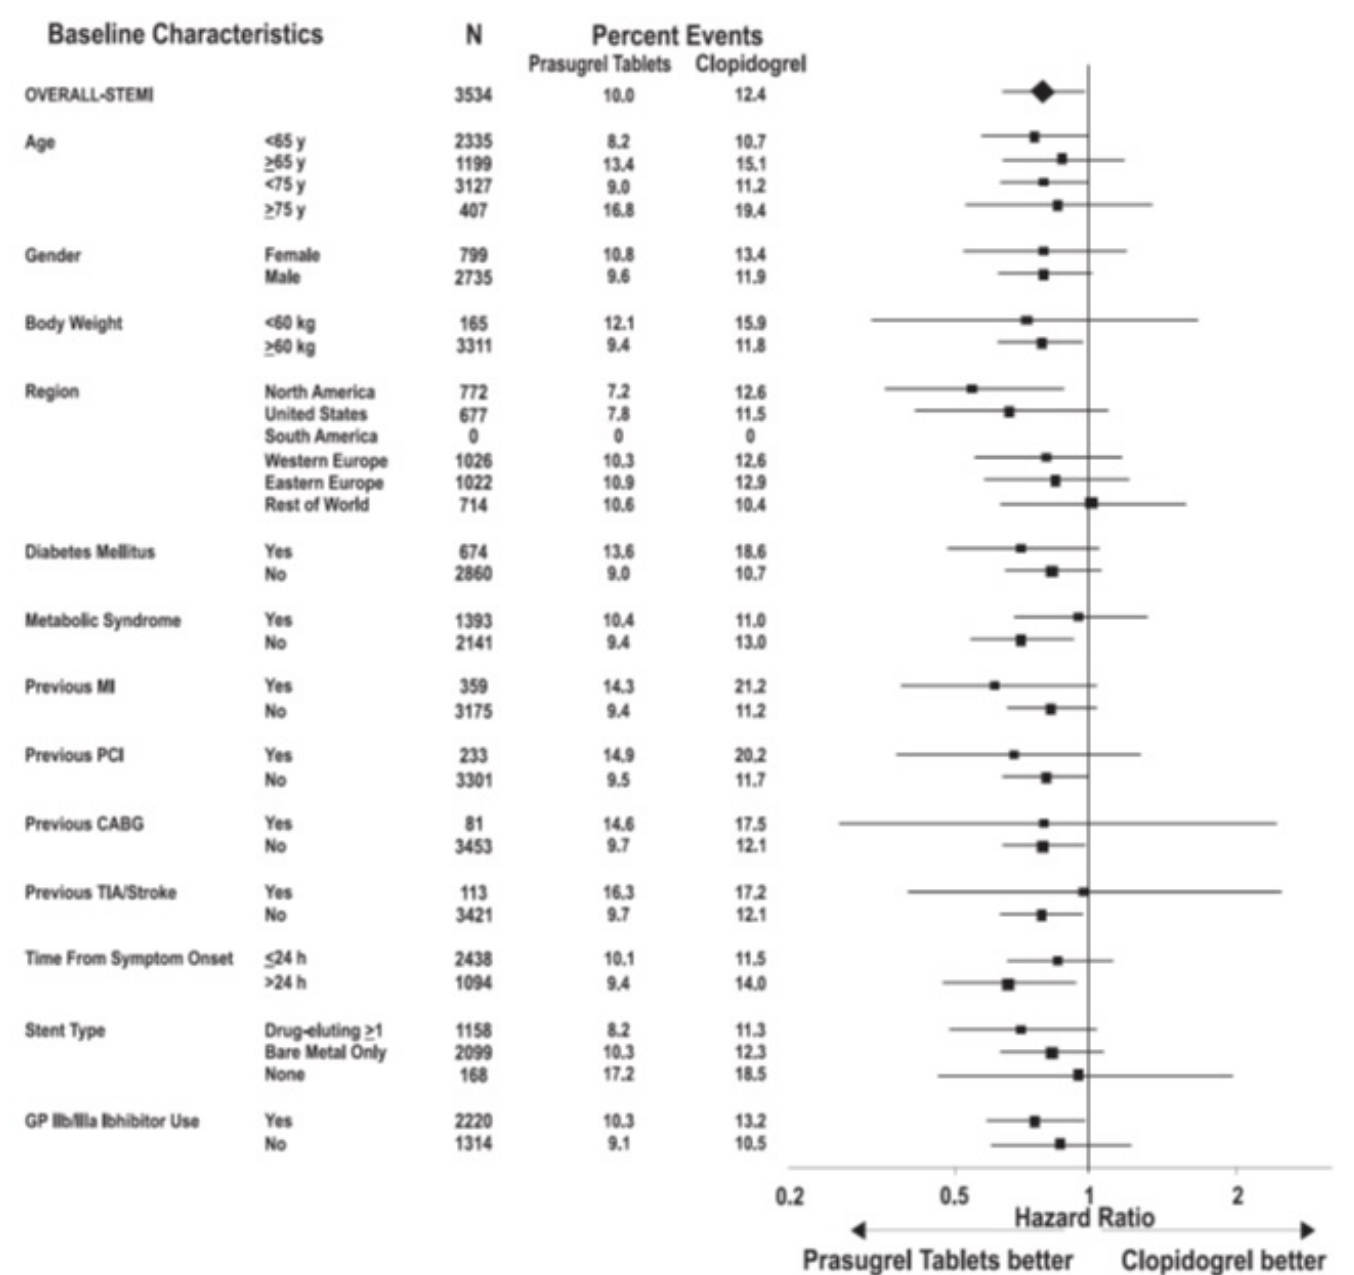 Baseline Characteristics N Percent Events
Prasugrel Tablets Clopidogrel
OVERALL-STEMI 3534 10.0 12.4
Age <65 y 2335 8.2 10.7
≥65 y 1199 13.4 15.1
<75 y 3127 9.0 11.2
≥75 y 407 16.8 19.4
Gender Female 799 10.8 13.4
Male 2735 9.6 11.9
Body Weight <60 kg 165 12.1 15.9
≥60 kg 3311 9.4 11.8
Region North America 772 7.2 12.6
United States 677 7.8 11.5
South America 0 0 0
Western Europe 1026 10.3 12.6
Eastern Europe 1022 10.9 12.9
Rest of World 714 10.6 10.4
Diabetes Mellitus Yes 674 13.6 18.6
No 2860 9.0 10.7
Metabolic Syndrome Yes 1393 10.4 11.0
No 2141 9.4 13.0
Previous MI Yes 359 14.3 21.2
No 3175 9.4 11.2
Previous PCI Yes 233 14.9 20.2
No 3301 9.5 11.7
Previous CABG Yes 81 14.6 17.5
No 3453 9.7 12.1
Previous TIA/Stroke Yes 113 16.3 17.2
No 3421 9.7 12.1
Time From Symptom Onset ≤24 h 2438 10.1 11.5
>24 h 1094 9.4 14.0
Stent Type Drug-eluting ≥1 1158 8.2 11.3
Bare Metal Only 2099 10.3 12.3
None 168 17.2 18.5
GP IIb/IIIa Ibhibitor Use Yes 2220 10.3 13.2
No 1314 9.1 10.5
0.2 0.5 1 2
Hazard Ratio
Prasugrel Tablets better Clopidogrel better